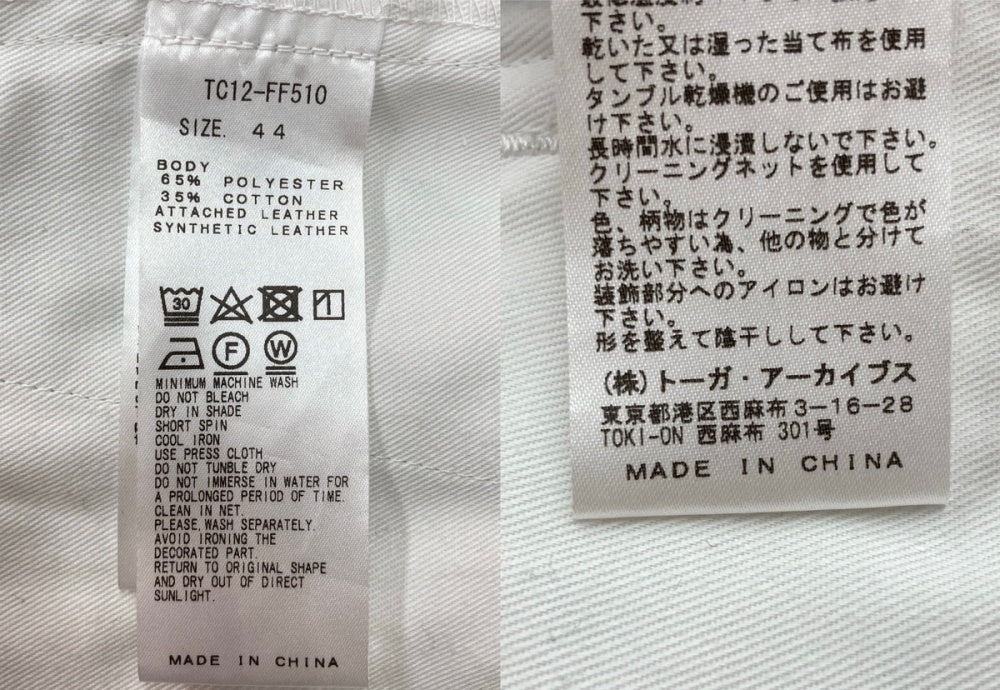 TC12-FF510
SIZE. 44
BODY
65% POLYESTER
35% COTTON
ATTACHED LEATHER
SYNTHETIC LEATHER
30
F
W
MINIMUM MACHINE WASH
DO NOT BLEACH
DRY IN SHADE
SHORT SPIN
COOL IRON
USE PRESS CLOTH
DO NOT TUNBLE DRY
DO NOT IMMERSE IN WATER FOR
A PROLONGED PERIOD OF TIME.
CLEAN IN NET.
PLEASE,WASH SEPARATELY.
AVOID IRONING THE
DECORATED PART.
RETURN TO ORIGINAL SHAPE
AND DRY OUT OF DIRECT
SUNLIGHT.
MADE IN CHINA
下さい。
乾いた又は湿った当て布を使用
して下さい。
タンブル乾燥機のご使用はお避
け下さい。
長時間水に浸漬しないで下さい。
クリーニングネットを使用して
下さい。
色、柄物はクリーニングで色が
落ちやすい為、他の物と分けて
お洗い下さい。
装飾部分へのアイロンはお避け
下さい。
形を整えて陰干しして下さい。
(株)トーガ・アーカイブス
東京都港区西麻布3-16-28
TOKI-ON 西麻布 301号
MADE IN CHINA